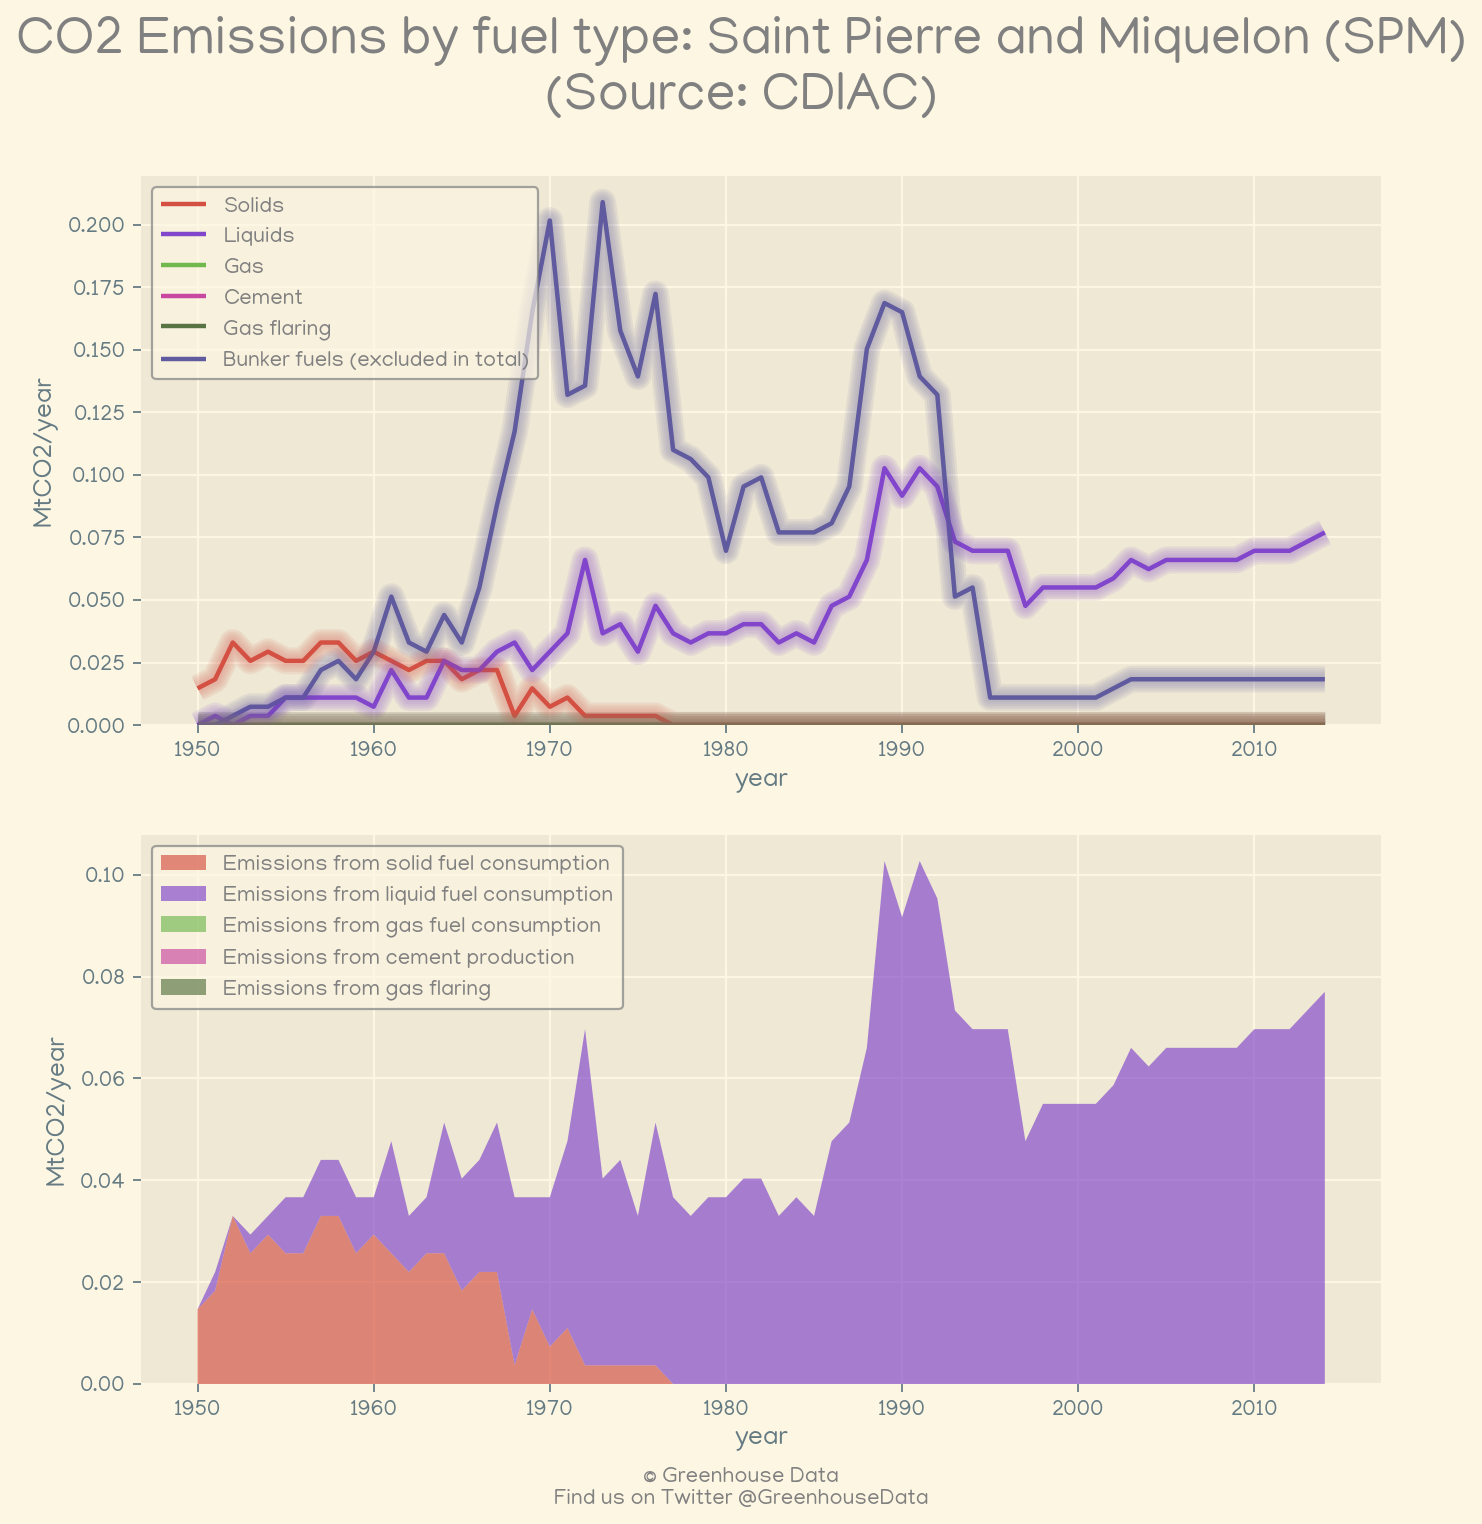 CO2 Emissions by fuel type: Saint Pierre and Miquelon (SPM)
(Source: CDIAC)
Solids
Liquids
Gas
Cement
Gas flaring
Bunker fuels (excluded in total)
0.200
0.175
0.150
0.125
0.100
0.075
0.050
0.025
0.000
MtCO2/year
1950 1960 1970 1980 1990 2000 2010
year
Emissions from solid fuel consumption
Emissions from liquid fuel consumption
Emissions from gas fuel consumption
Emissions from cement production
Emissions from gas flaring
0.10
0.08
0.06
0.04
0.02
0.00
MtCO2/year
1950 1960 1970 1980 1990 2000 2010
year
© Greenhouse Data
Find us on Twitter @GreenhouseData